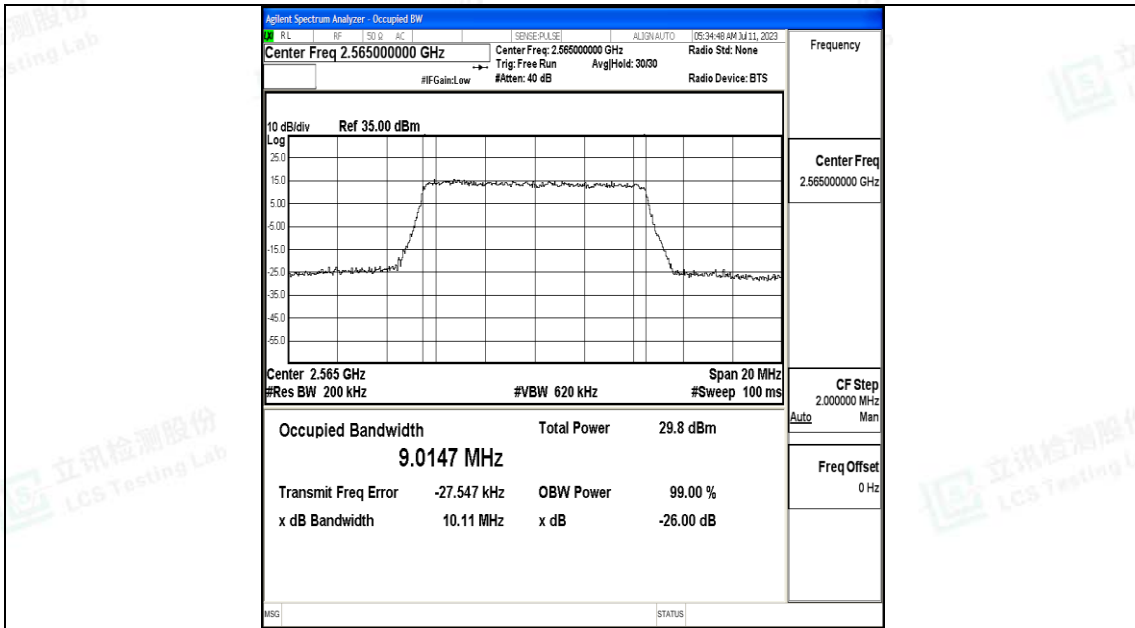 Agilent Spectrum Analyzer - Occupied BW
RL RF 50 Ω AC SENSE:PULSE ALIGN AUTO 05:34:48 AM Jul 11, 2023
Center Freq 2.565000000 GHz
Center Freq: 2.565000000 GHz
Radio Std: None
Trig: Free Run Avg|Hold: 30/30
#IFGain:Low
#Atten: 40 dB
Radio Device: BTS
10 dB/div Ref 35.00 dBm
Log
25.0
15.0
5.00
-5.00
-15.0
-25.0
-35.0
-45.0
-55.0
Center 2.565 GHz
Span 20 MHz
#Res BW 200 kHz
#VBW 620 kHz
#Sweep 100 ms
Occupied Bandwidth
Total Power 29.8 dBm
9.0147 MHz
Transmit Freq Error -27.547 kHz
OBW Power 99.00 %
x dB Bandwidth 10.11 MHz
x dB -26.00 dB
MSG
STATUS
Frequency
Center Freq
2.565000000 GHz
CF Step
2.000000 MHz
Auto Man
Freq Offset
0 Hz
立讯检测股份
LCS Testing Lab
立讯检测股份